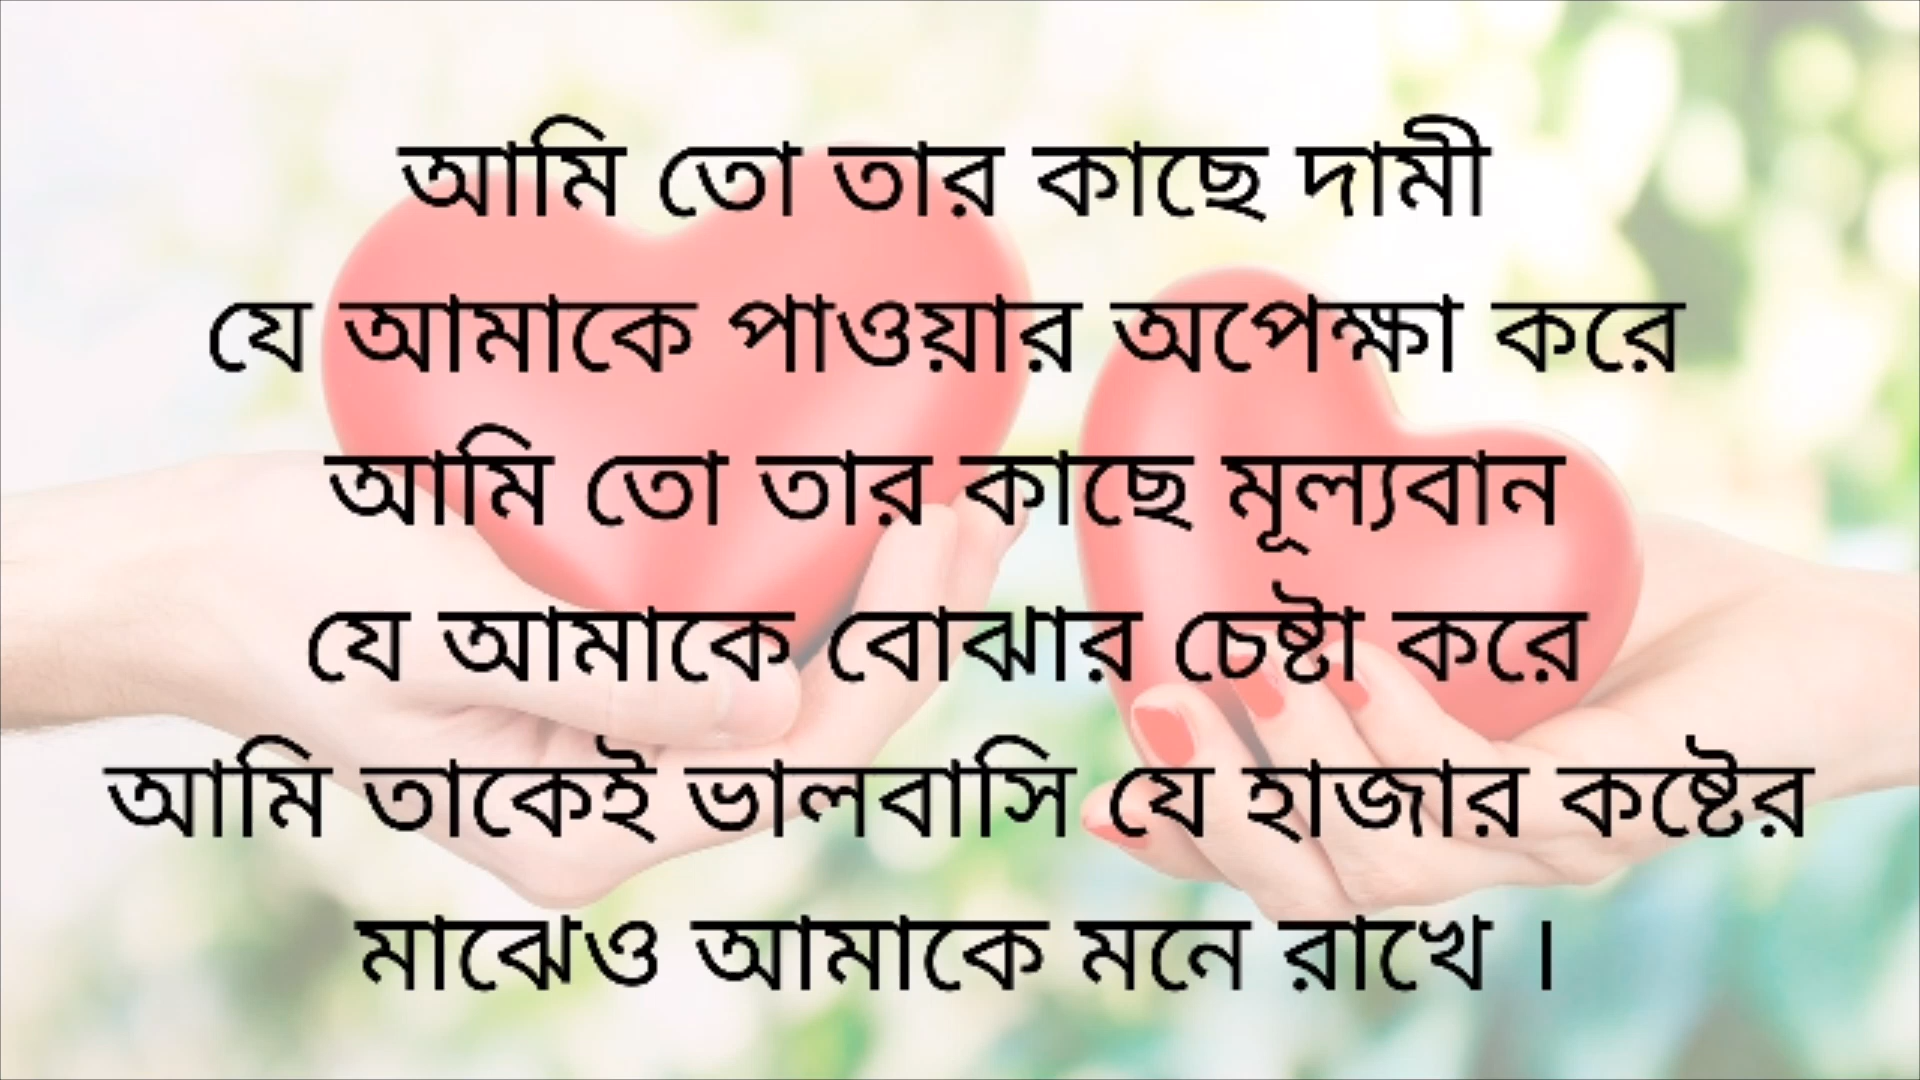 আমি তো তার কাছে দামী
যে আমাকে পাওয়ার অপেক্ষা করে
আমি তো তার কাছে মূল্যবান
যে আমাকে বোঝার চেষ্টা করে
আমি তাকেই ভালবাসি যে হাজার কষ্টের
মাঝেও আমাকে মনে রাখে ।